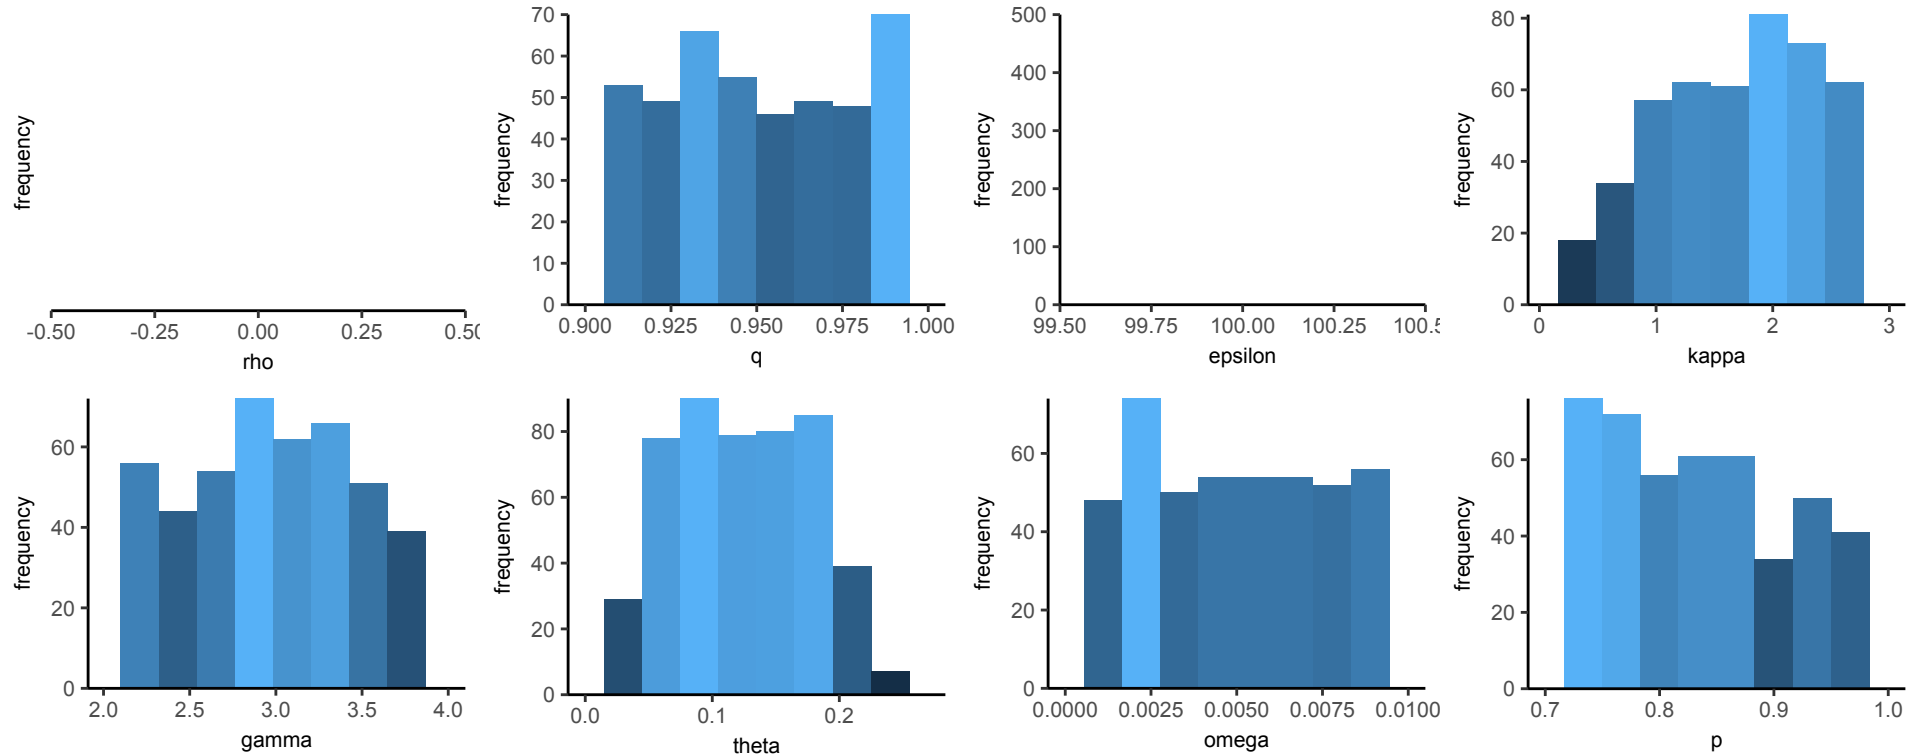 frequency
-0.50 -0.25 0.00 0.25 0.50
rho
frequency
70
60
50
40
30
20
10
0
0.900 0.925 0.950 0.975 1.000
q
frequency
500
400
300
200
100
0
99.50 99.75 100.00 100.25 100.5
epsilon
frequency
80
60
40
20
0
0 1 2 3
kappa
frequency
60
40
20
0
2.0 2.5 3.0 3.5 4.0
gamma
frequency
80
60
40
20
0
0.0 0.1 0.2
theta
frequency
60
40
20
0
0.0000 0.0025 0.0050 0.0075 0.0100
omega
frequency
60
40
20
0
0.7 0.8 0.9 1.0
p